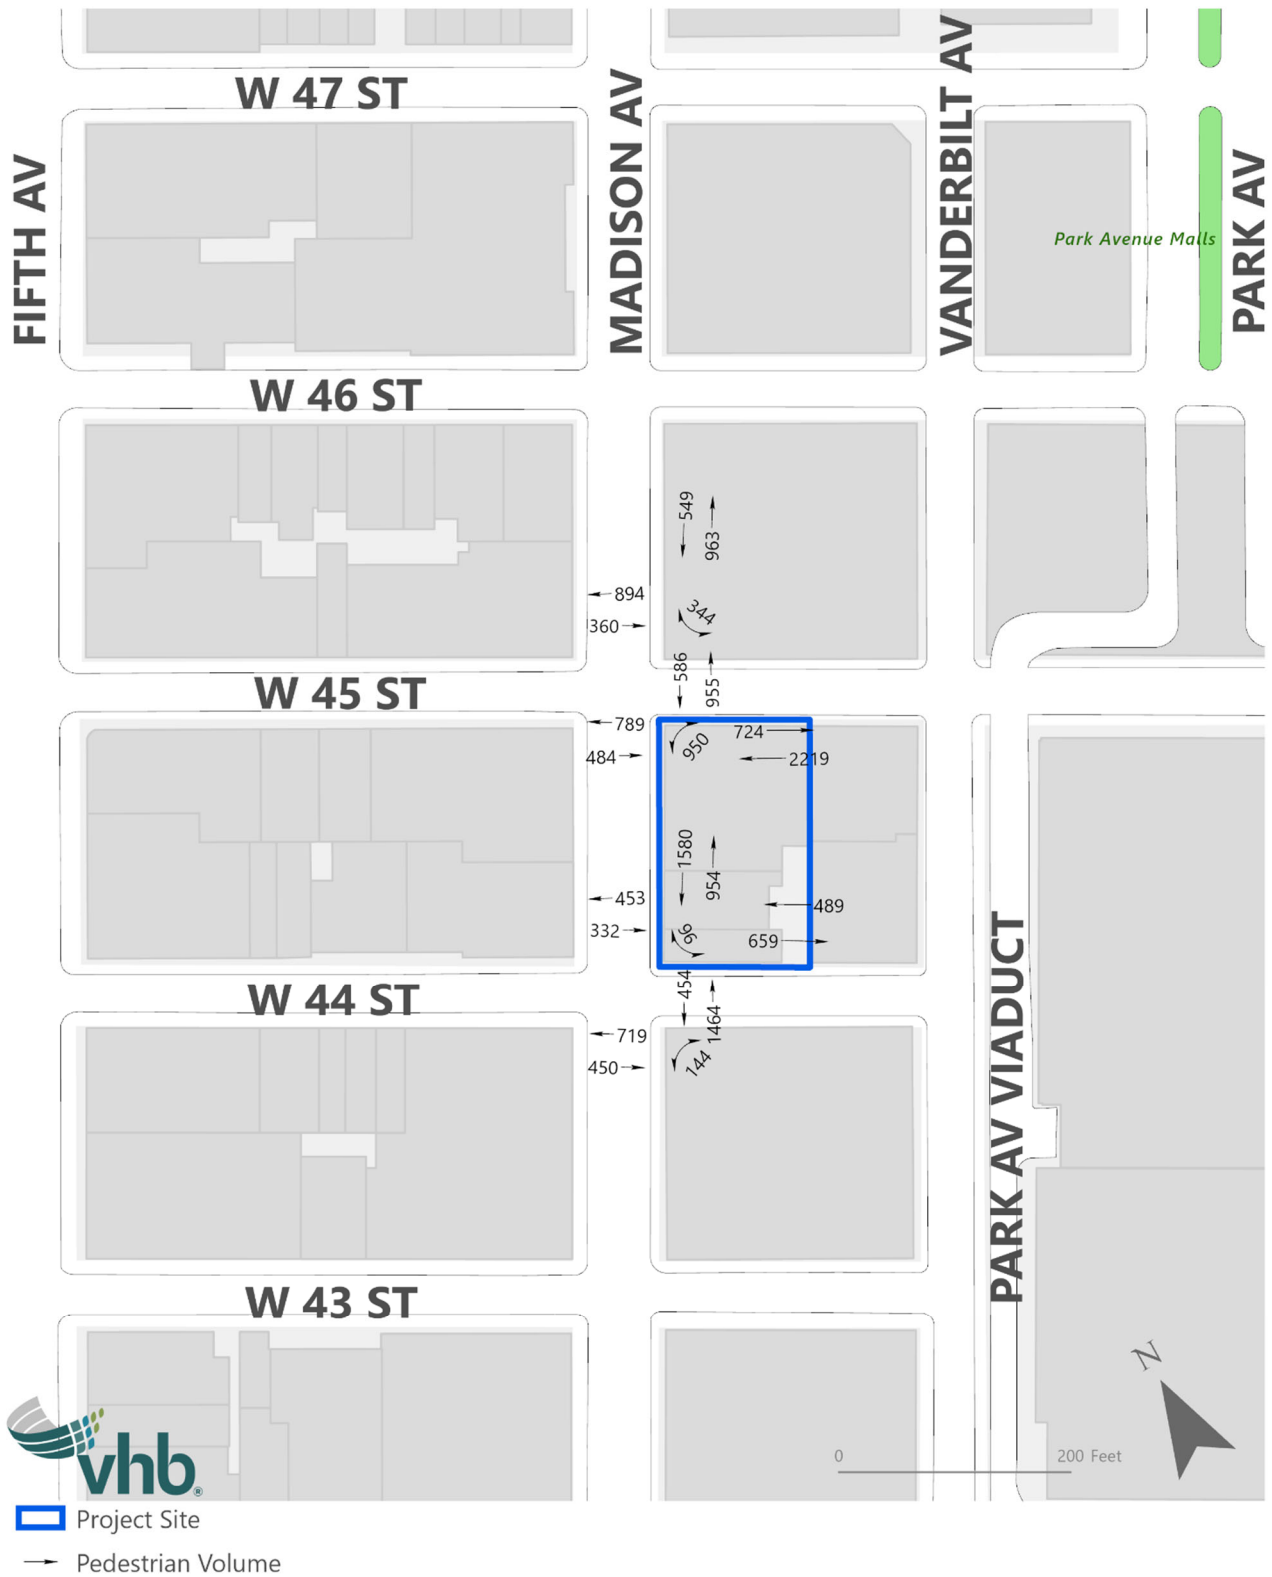 W 47 ST
FIFTH AV
MADISON AV
VANDERBILT AV
PARK AV
Park Avenue Malls
W 46 ST
549
963
894
344
360
586
955
W 45 ST
789
950
724
484
2219
1580
954
453
489
332
96
659
454
W 44 ST
1464
719
144
450
PARK AV VIADUCT
W 43 ST
N
0 200 Feet
vhb®
Project Site
Pedestrian Volume